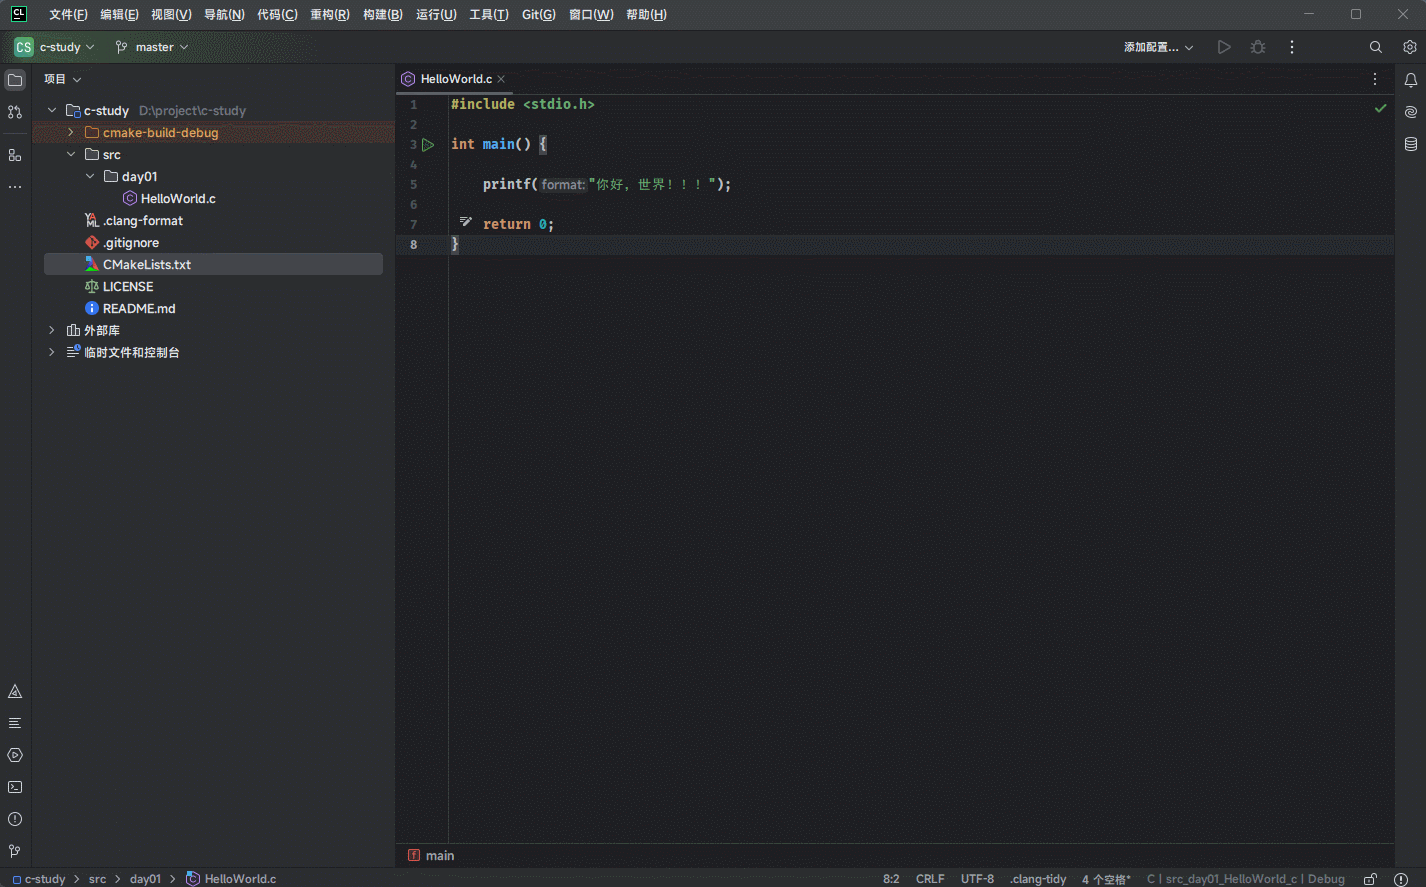 CL 文件(F) 编辑(E) 视图(V) 导航(N) 代码(C) 重构(R) 构建(B) 运行(U) 工具(T) Git(G) 窗口(W) 帮助(H)
CS c-study master 添加配置...
项目
c-study D:\project\c-study
cmake-build-debug
src
day01
HelloWorld.c
.clang-format
.gitignore
CMakeLists.txt
LICENSE
README.md
外部库
临时文件和控制台
HelloWorld.c
1 #include <stdio.h>
2
3 int main() {
4
5 printf(format:"你好, 世界!!!");
6
7 return 0;
8 }
f main
c-study > src > day01 > HelloWorld.c 8:2 CRLF UTF-8 .clang-tidy 4 个空格* C | src_day01_HelloWorld_c | Debug